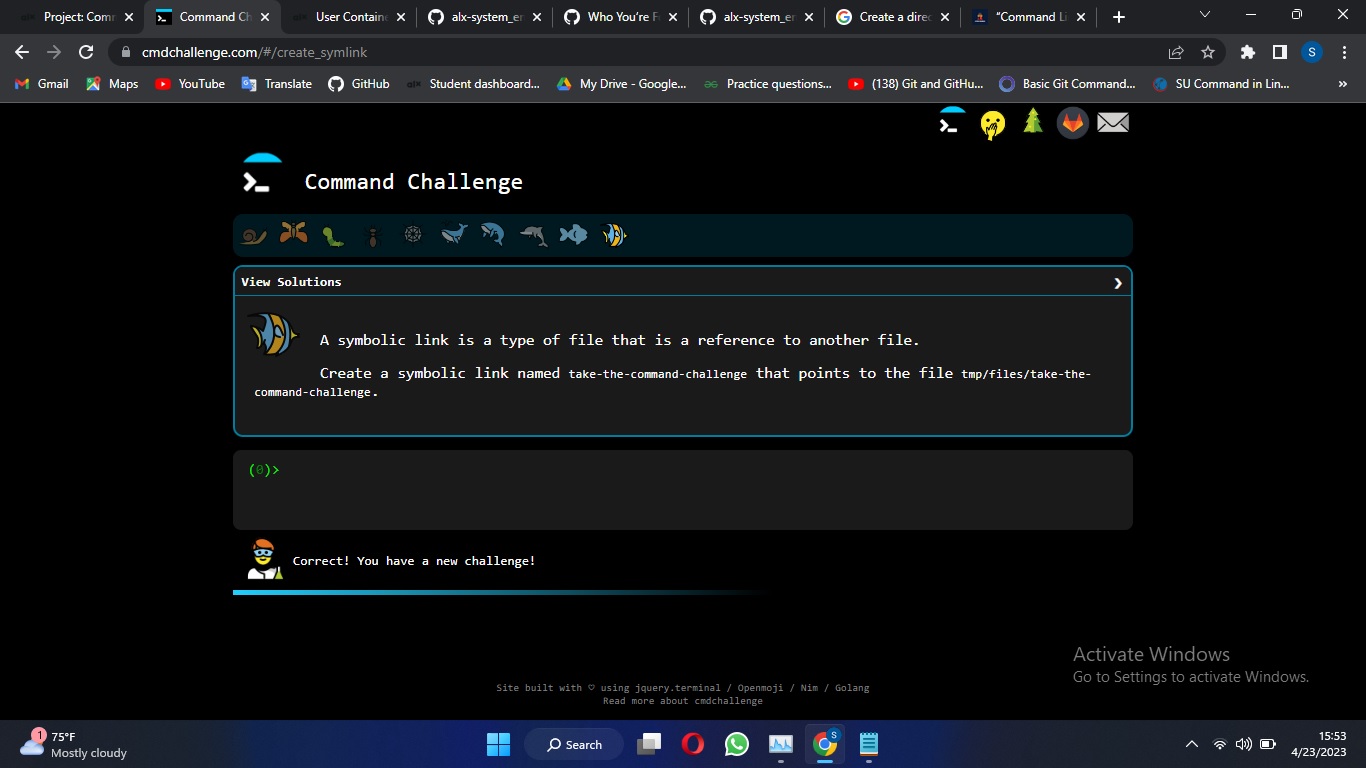 Project: Com
Command Ch
User Containe
alx-system_er
Who You're F
alx-system_er
Create a direc
"Command Li
cmdchallenge.com/#/create_symlink
S
Gmail
Maps
YouTube
Translate
GitHub
Student dashboard...
My Drive - Google...
Practice questions...
(138) Git and GitHu...
Basic Git Command...
SU Command in Lin...
»
Command Challenge
View Solutions
A symbolic link is a type of file that is a reference to another file.
Create a symbolic link named take-the-command-challenge that points to the file tmp/files/take-the-
command-challenge.
(0)>
Correct! You have a new challenge!
Activate Windows
Go to Settings to activate Windows.
Site built with ♡ using jquery.terminal / Openmoji / Nim / Golang
Read more about cmdchallenge
1
75°F
Mostly cloudy
Search
S
15:53
4/23/2023